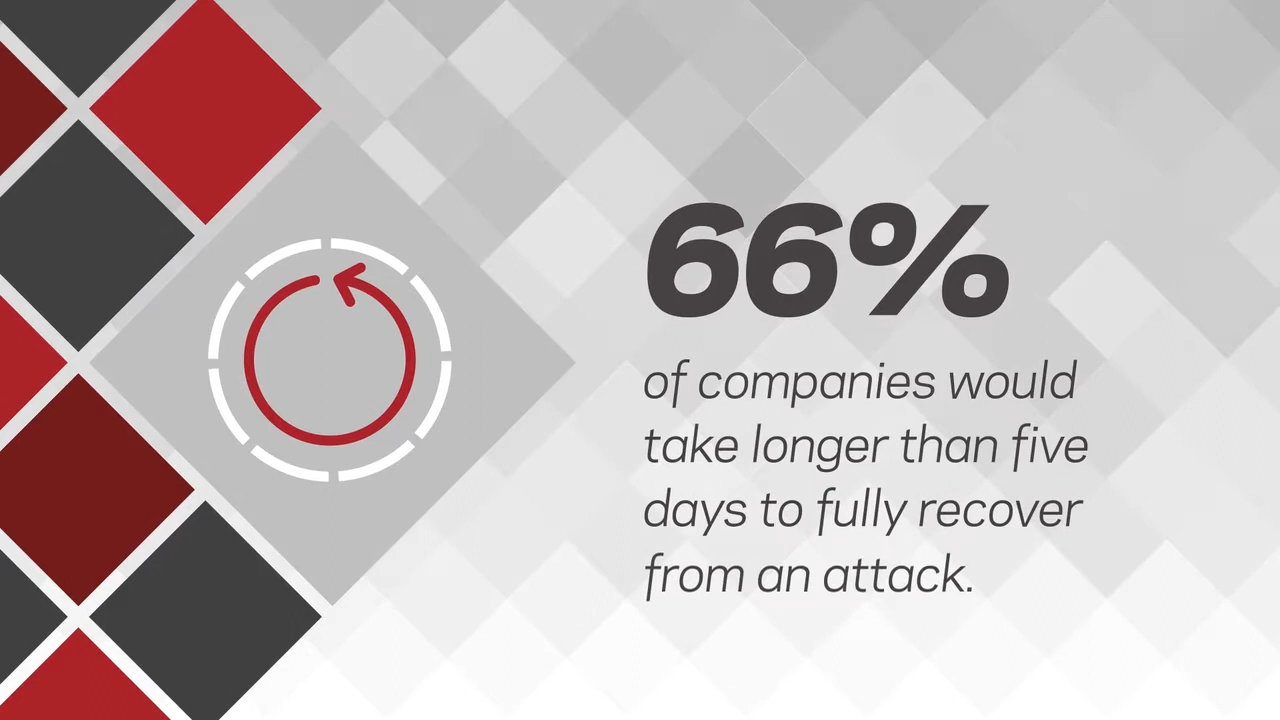 66%
of companies would
take longer than five
days to fully recover
from an attack.